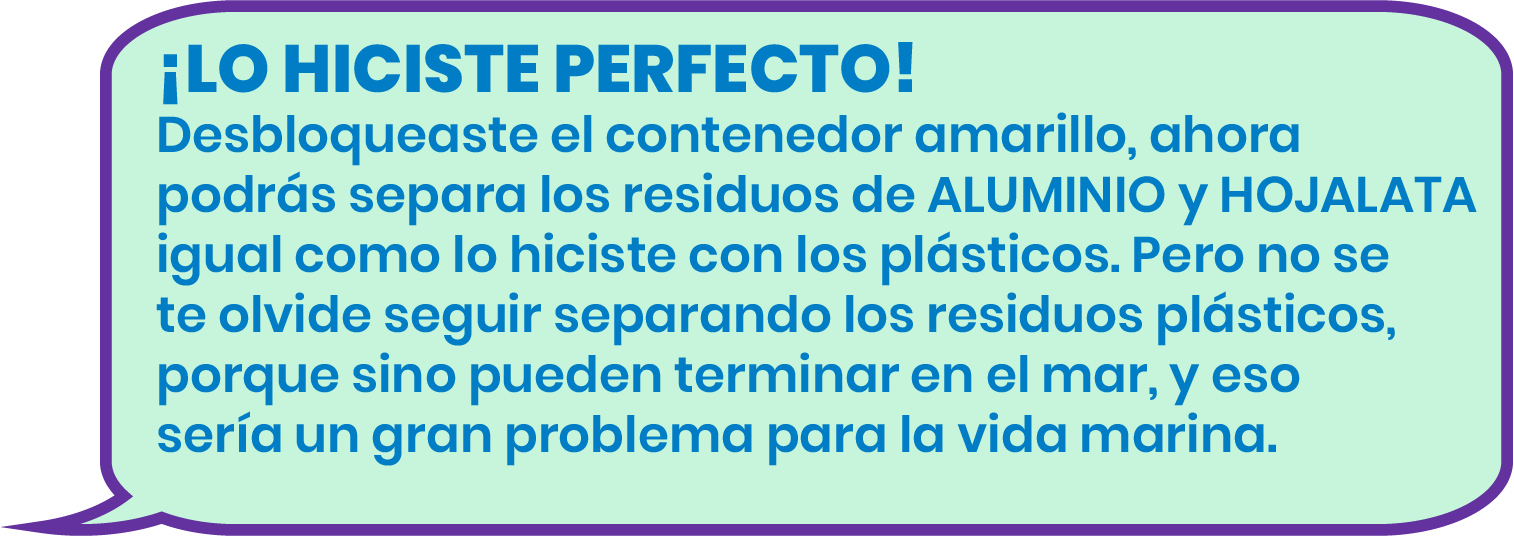 ¡LO HICISTE PERFECTO!
Desbloqueaste el contenedor amarillo, ahora
podrás separa los residuos de ALUMINIO y HOJALATA
igual como lo hiciste con los plásticos. Pero no se
te olvide seguir separando los residuos plásticos,
porque sino pueden terminar en el mar, y eso
sería un gran problema para la vida marina.